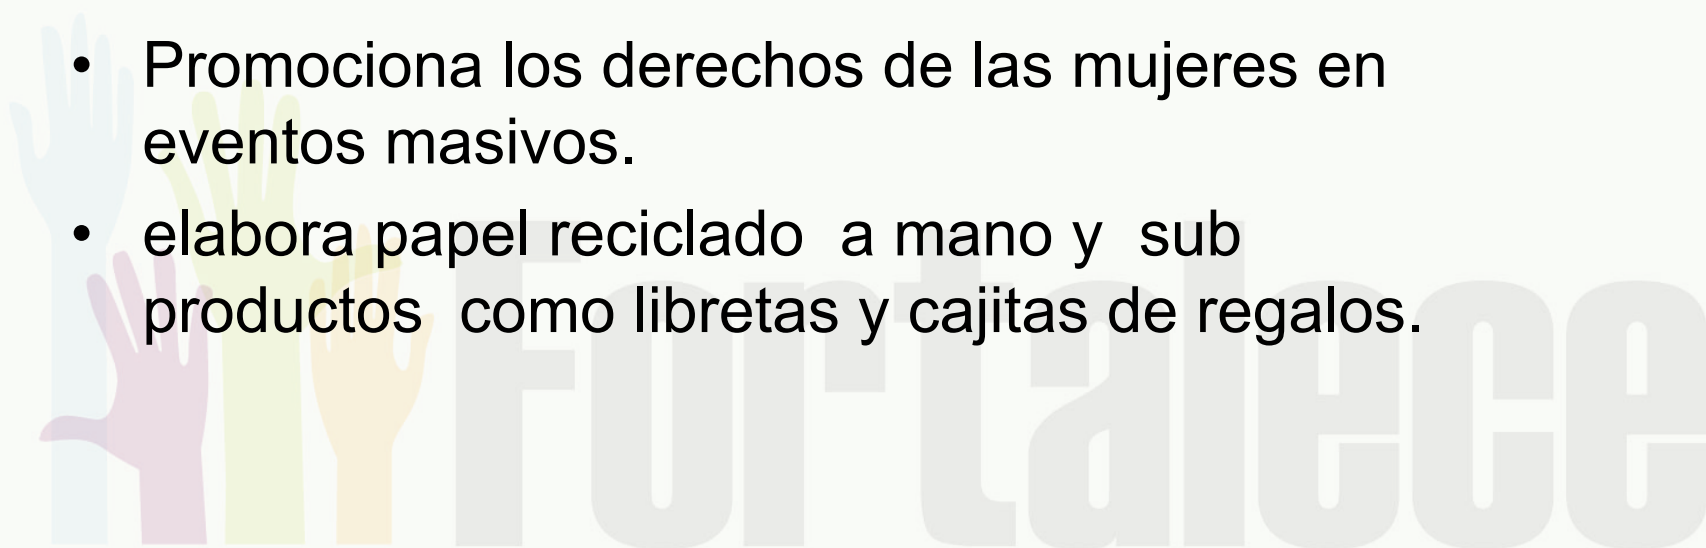 • Promociona los derechos de las mujeres en
eventos masivos.
• elabora papel reciclado  a mano y  sub
productos  como libretas y cajitas de regalos.
Fortalece